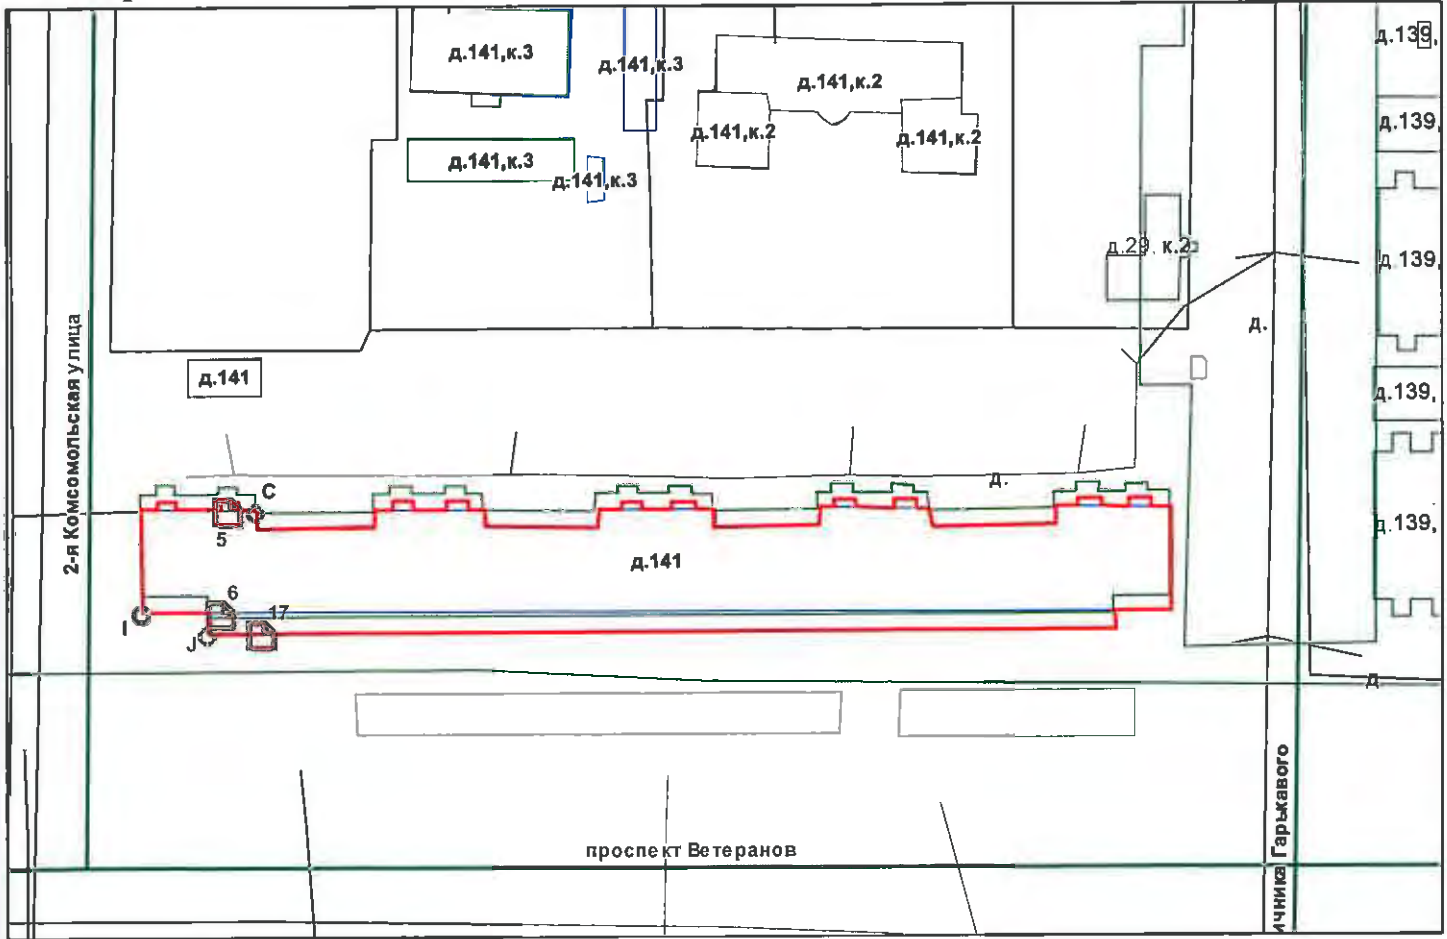 д.141,к.3
д.141,к.3
д.141,к.2
д.139,
д.141,к.2
д.141,к.2
д.139,
д.141,к.3
д.141,к.3
д.29, к.2
д.139,
д.
2-я Комсомольская улица
д.141
д.139,
C
д.
5
д.141
д.139,
6
17
I
J
д
проспект Ветеранов
ичника Гарькавого